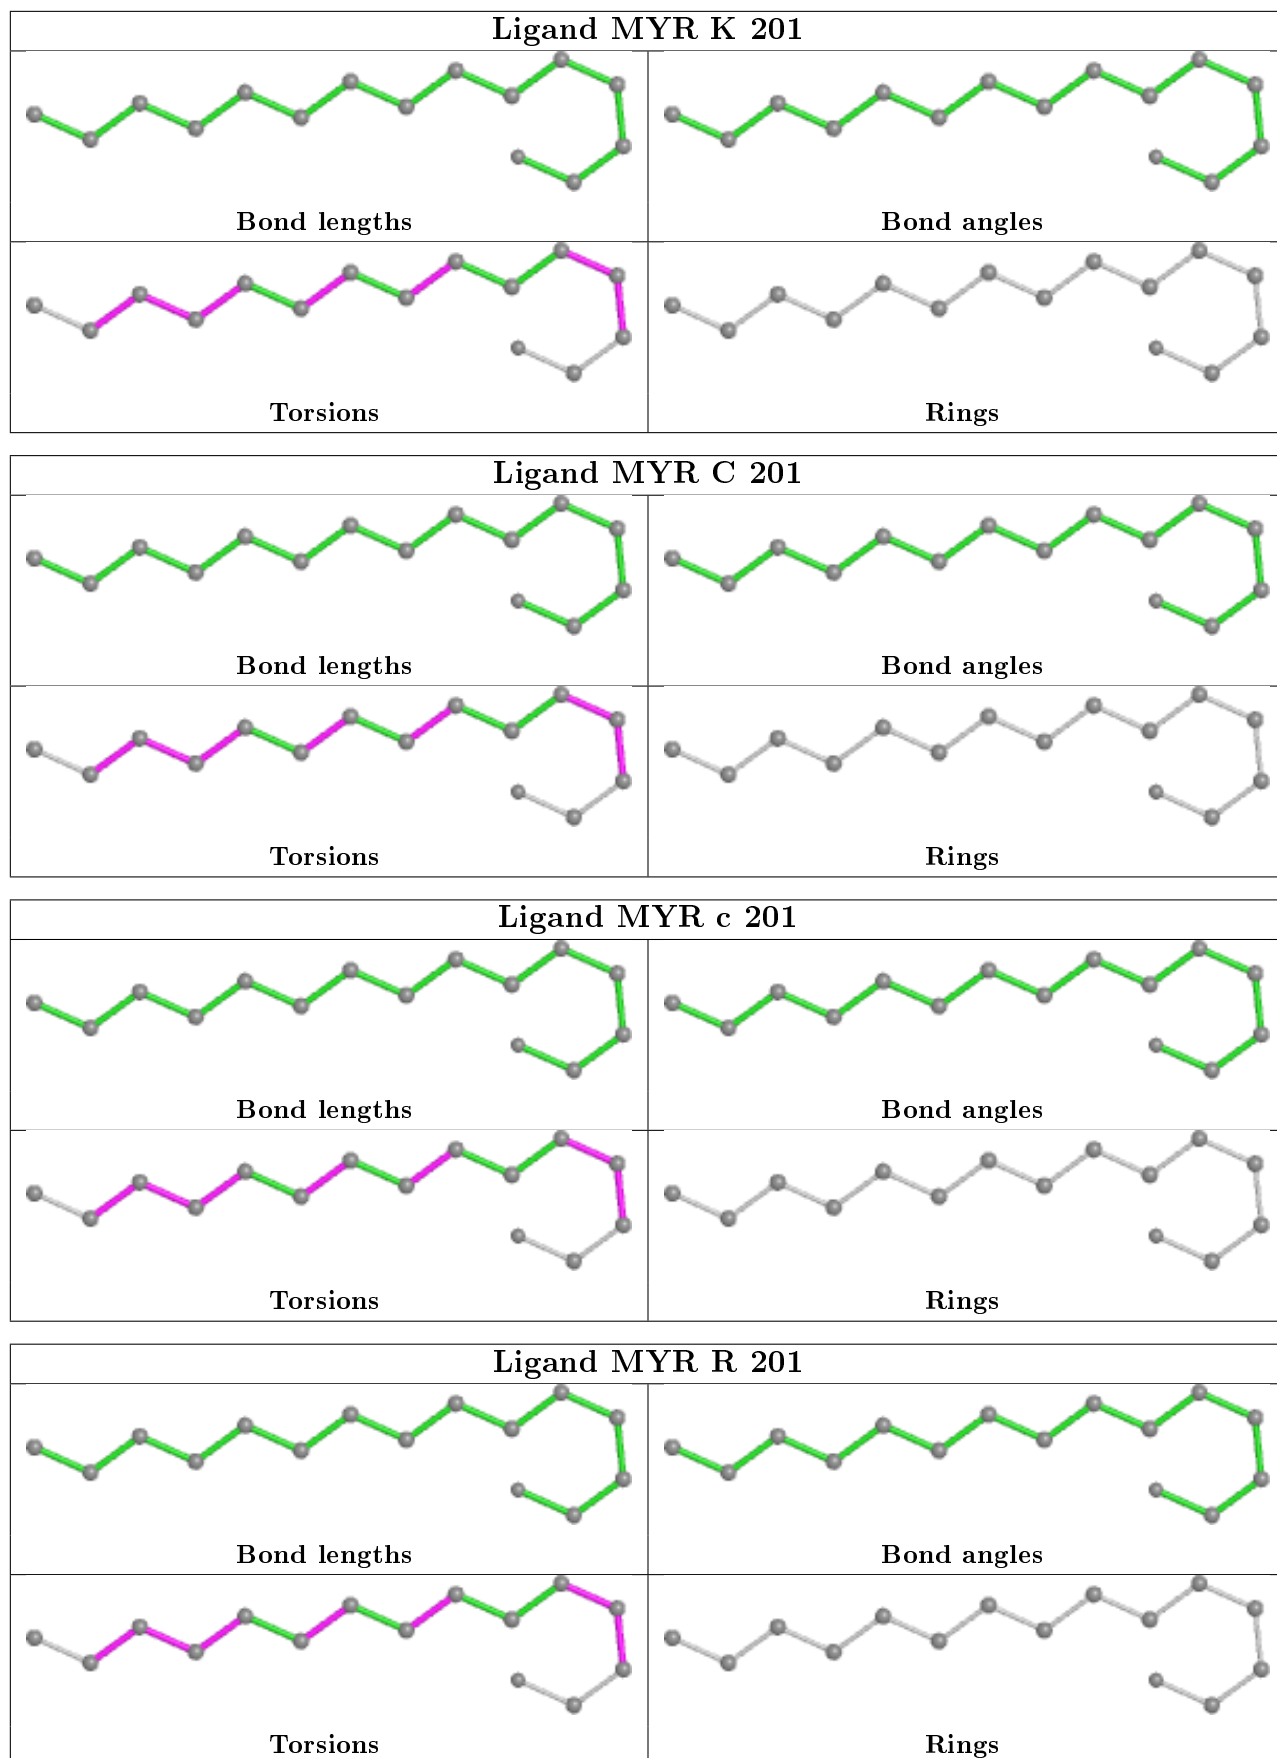 Ligand MYR K 201
Bond lengths
Bond angles
Torsions
Rings
Ligand MYR C 201
Bond lengths
Bond angles
Torsions
Rings
Ligand MYR c 201
Bond lengths
Bond angles
Torsions
Rings
Ligand MYR R 201
Bond lengths
Bond angles
Torsions
Rings